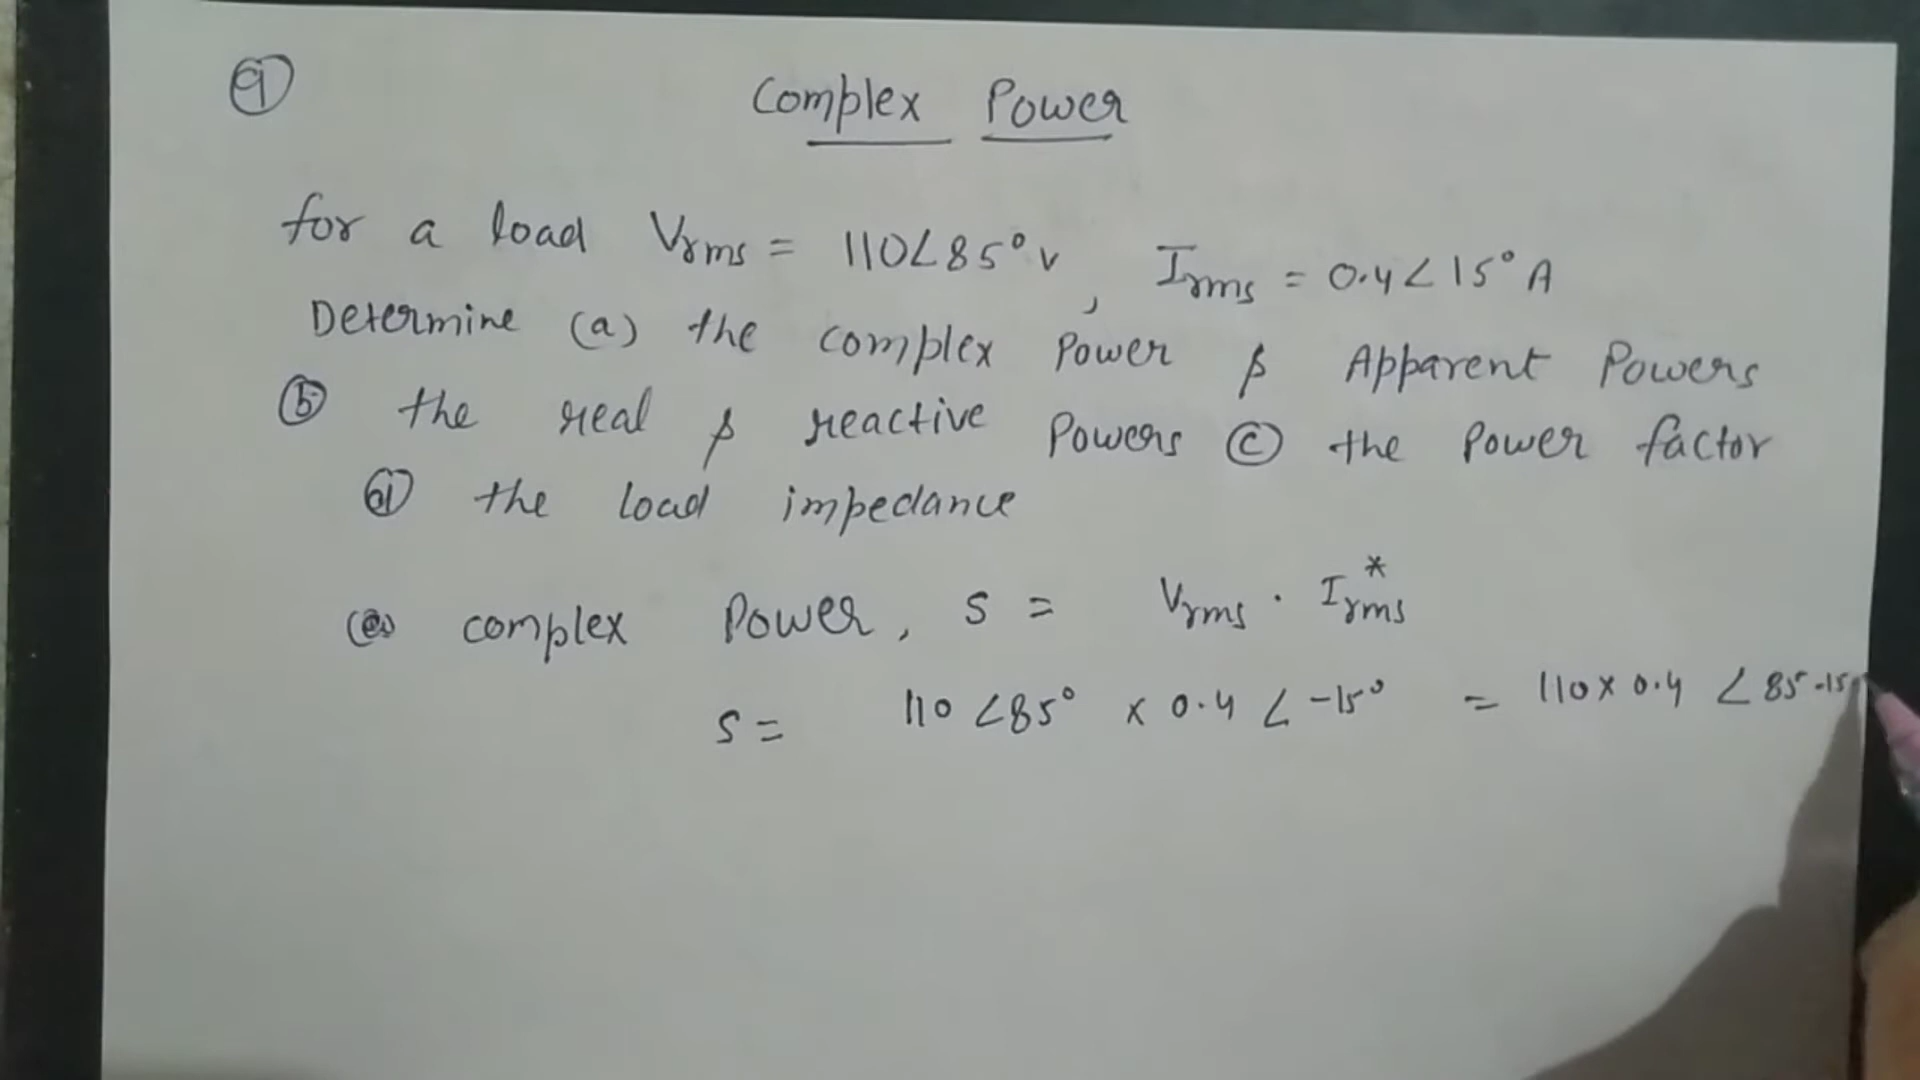 9
Complex Power
for a load Vrms = 110∠85° v, Irms = 0.4∠15° A
Determine (a) the complex Power & Apparent Powers
(b) the real & reactive Powers (c) the Power factor
(d) the load impedance
(a) complex Power, S = Vrms · I*rms
S = 110∠85° × 0.4∠-15° = 110×0.4 ∠85-15